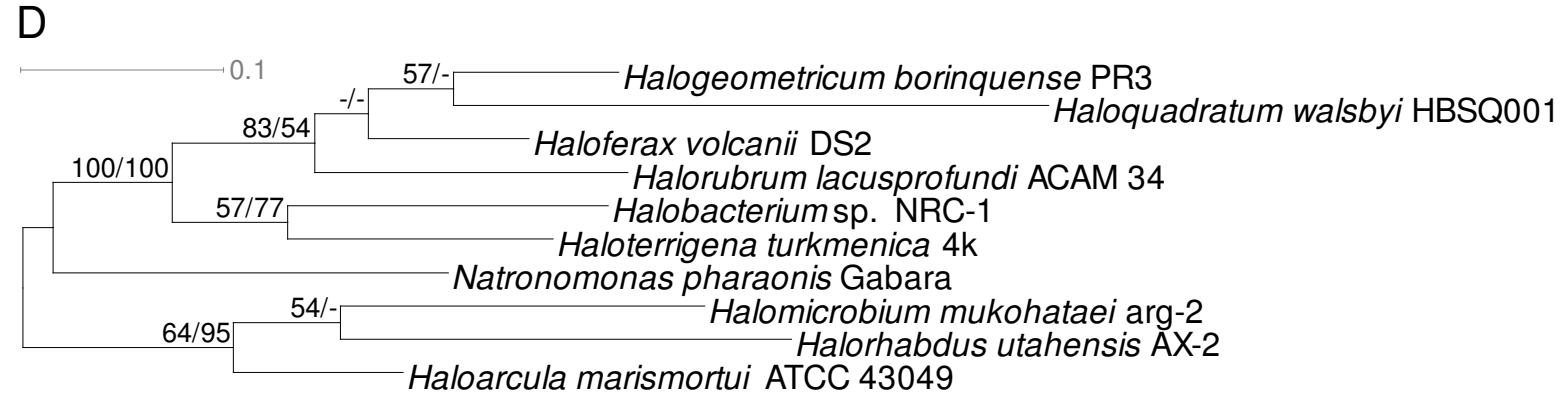 D
0.1
57/- Halogeometricum borinquense PR3
-/- Haloquadratum walsbyi HBSQ001
83/54 Haloferax volcanii DS2
100/100 Halorubrum lacusprofundi ACAM 34
57/77 Halobacterium sp. NRC-1
Haloterrigena turkmenica 4k
Natronomonas pharaonis Gabara
54/- Halomicrobium mukohataei arg-2
64/95 Halorhabdus utahensis AX-2
Haloarcula marismortui ATCC 43049